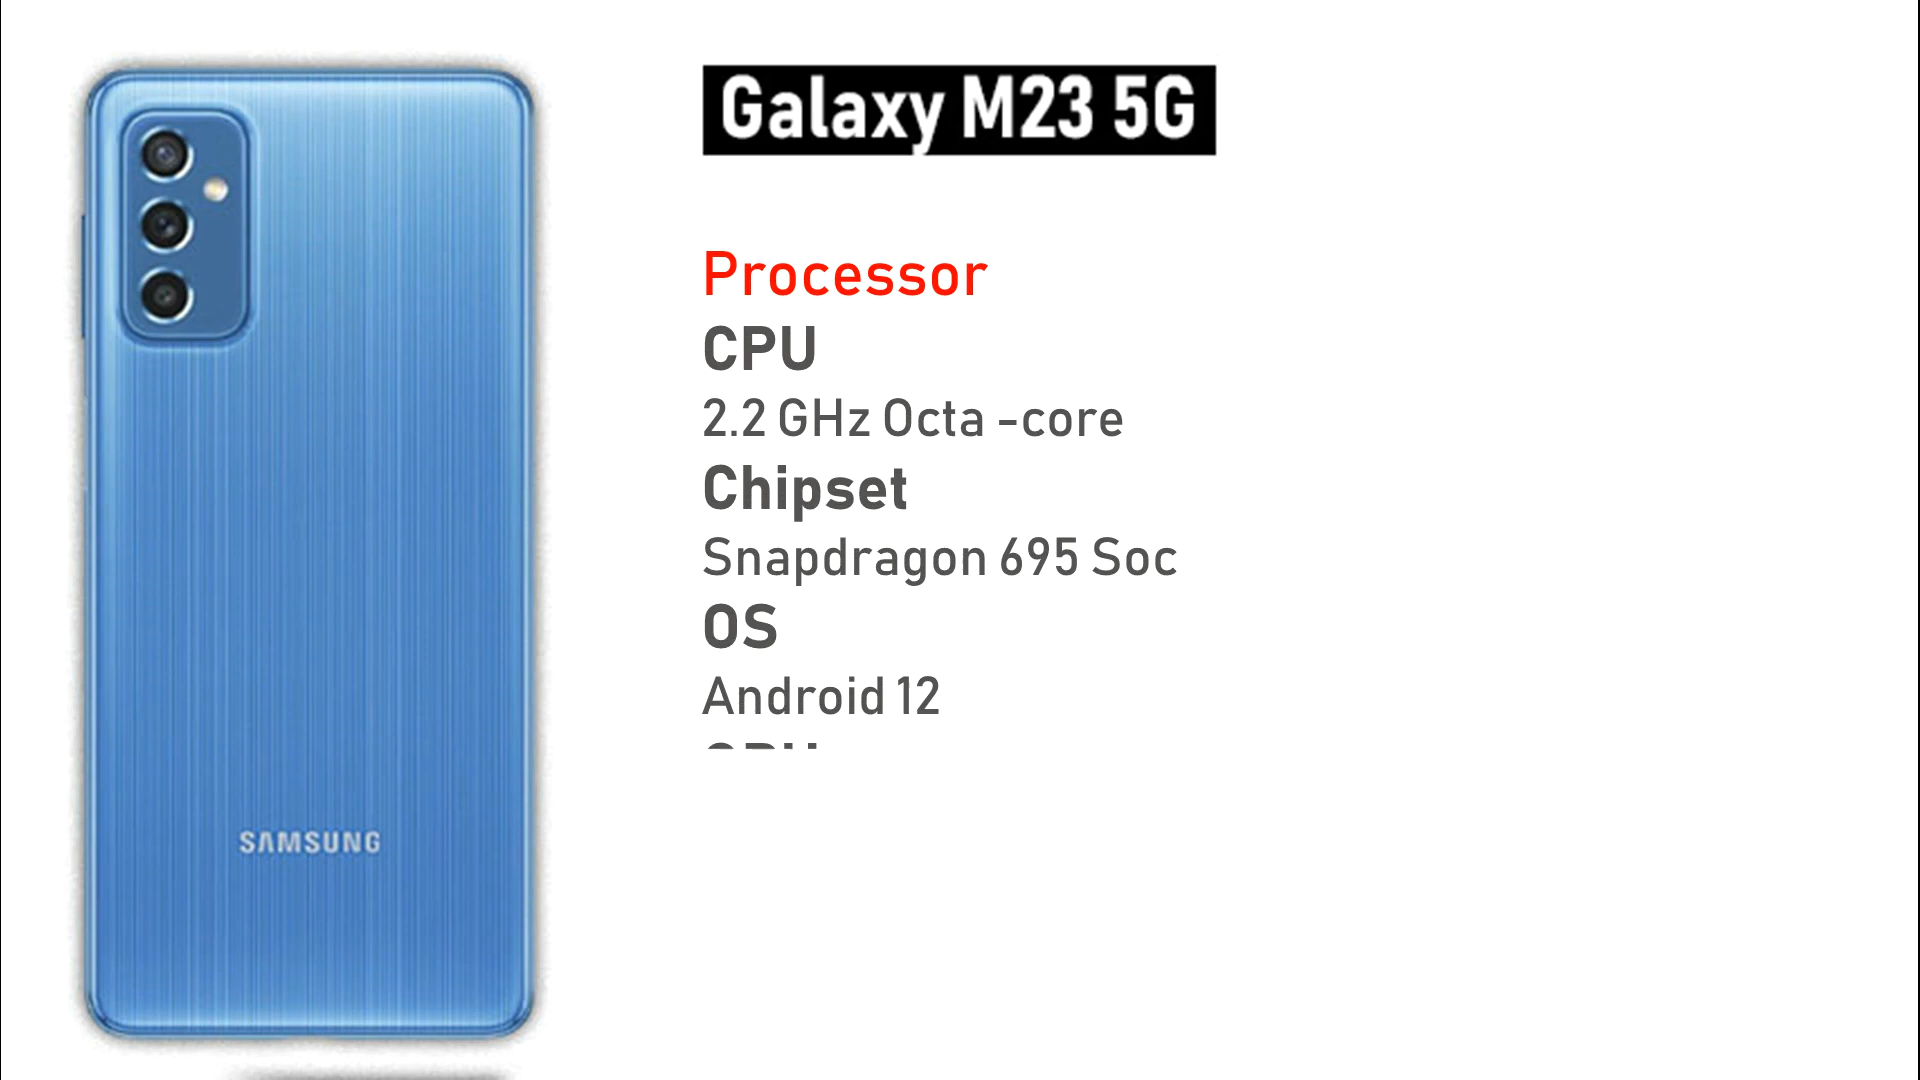 Galaxy M23 5G
Processor
CPU
2.2 GHz Octa -core
Chipset
Snapdragon 695 Soc
OS
Android 12
SAMSUNG